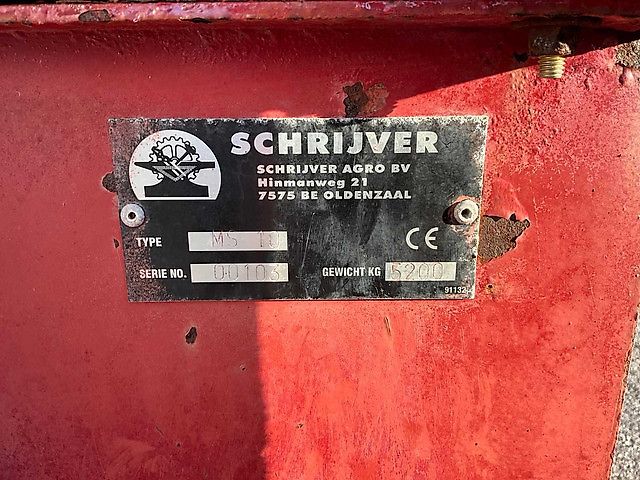 SCHRIJVER
SCHRIJVER AGRO BV
Hinmanweg 21
7575 BE OLDENZAAL
TYPE MS 10 CE
SERIE NO. 00103 GEWICHT KG 5200
91132